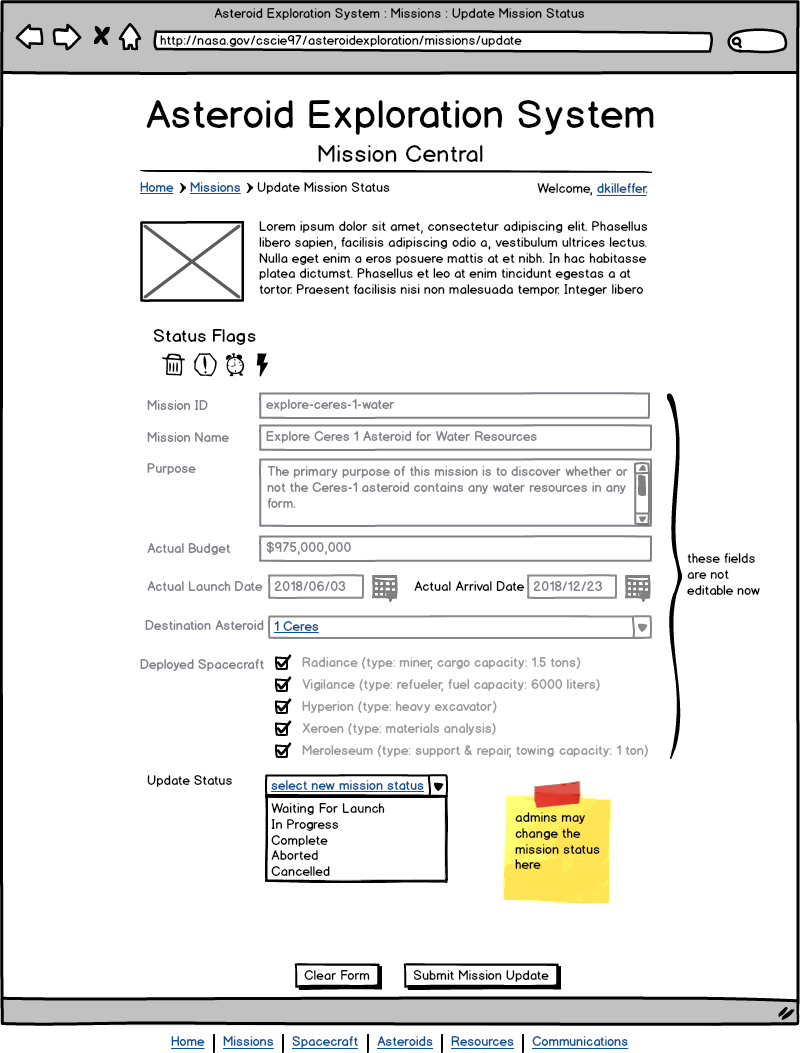 Asteroid Exploration System : Missions : Update Mission Status
http://nasa.gov/cscie97/asteroidexploration/missions/update
Asteroid Exploration System
Mission Central
Home > Missions > Update Mission Status
Welcome, dkilleffer.
Lorem ipsum dolor sit amet, consectetur adipiscing elit. Phasellus
libero sapien, facilisis adipiscing odio a, vestibulum ultrices lectus.
Nulla eget enim a eros posuere mattis at et nibh. In hac habitasse
platea dictumst. Phasellus et leo at enim tincidunt egestas a at
tortor. Praesent facilisis nisi non malesuada tempor. Integer libero
Status Flags
Mission ID explore-ceres-1-water
Mission Name Explore Ceres 1 Asteroid for Water Resources
Purpose The primary purpose of this mission is to discover whether or
not the Ceres-1 asteroid contains any water resources in any
form.
Actual Budget $975,000,000
these fields
are not
editable now
Actual Launch Date 2018/06/03 Actual Arrival Date 2018/12/23
Destination Asteroid 1 Ceres
Deployed Spacecraft Radiance (type: miner, cargo capacity: 1.5 tons)
Vigilance (type: refueler, fuel capacity: 6000 liters)
Hyperion (type: heavy excavator)
Xeroen (type: materials analysis)
Meroleseum (type: support & repair, towing capacity: 1 ton)
Update Status select new mission status
Waiting For Launch
In Progress
Complete
Aborted
Cancelled
admins may
change the
mission status
here
Clear Form Submit Mission Update
Home | Missions | Spacecraft | Asteroids | Resources | Communications